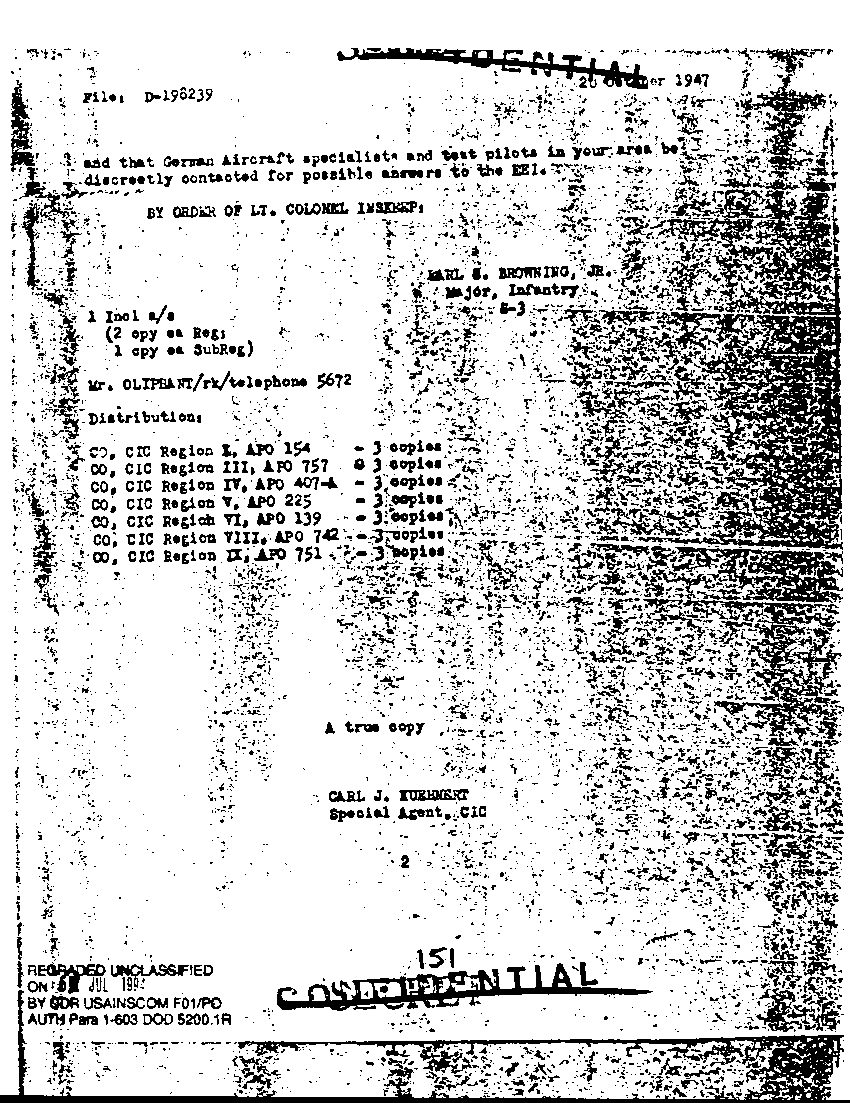 CONFIDENTIAL
File: D-198239
28 October 1947
and that German Aircraft specialists and test pilots in your area be
discreetly contacted for possible answers to the EEI.
BY ORDER OF LT. COLONEL INSKEEP:
EARL S. BROWNING, JR.
Major, Infantry
S-3
1 Incl a/s
(2 cpy ea Reg;
1 cpy ea SubReg)
Mr. OLIPHANT/rk/telephone 5672
Distribution:
CO, CIC Region I, APO 154 - 3 copies
CO, CIC Region III, APO 757 - 3 copies
CO, CIC Region IV, APO 407-A - 3 copies
CO, CIC Region V, APO 225 - 3 copies
CO, CIC Region VI, APO 139 - 3 copies
CO, CIC Region VIII, APO 742 - 3 copies
CO, CIC Region IX, APO 751 - 3 copies
A true copy
CARL J. KUEHNERT
Special Agent, CIC
2
151
CONFIDENTIAL
SECRET
REGRADED UNCLASSIFIED
ON JUL 199
BY CDR USAINSCOM F01/PO
AUTH Para 1-603 DOD 5200.1R